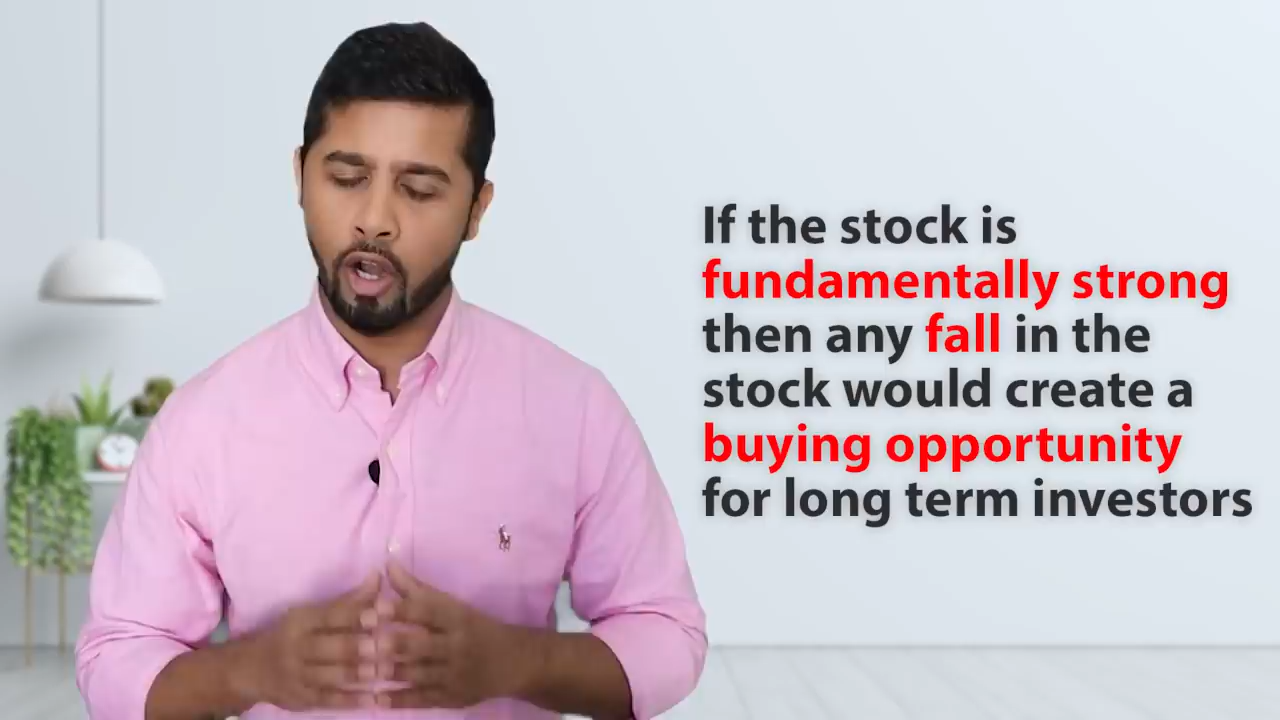 If the stock is
fundamentally strong
then any fall in the
stock would create a
buying opportunity
for long term investors